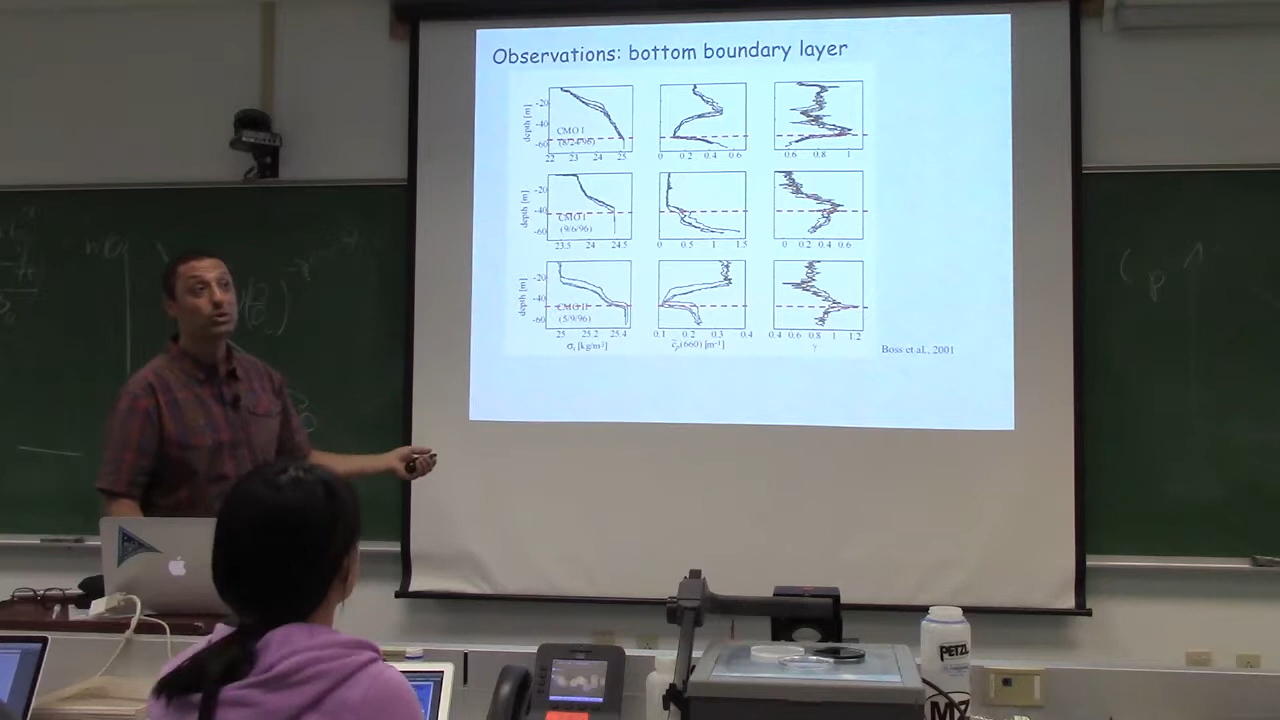 Observations: bottom boundary layer
depth [m]
-20
-40
-60
CMO I
(8/24/96)
22 23 24 25
0 0.2 0.4 0.6
0.6 0.8 1
depth [m]
-20
-40
-60
CMO I
(9/6/96)
23.5 24 24.5
0 0.5 1 1.5
0 0.2 0.4 0.6
depth [m]
-20
-40
-60
CMO II
(5/9/96)
25 25.2 25.4
0.1 0.2 0.3 0.4
0.4 0.6 0.8 1 1.2
σt [kg/m³]
cp(660) [m⁻¹]
γ
Boss et al., 2001
PETZL